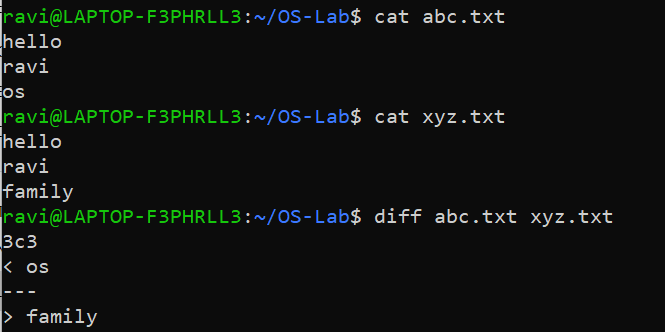 ravi@LAPTOP-F3PHRLL3:~/OS-Lab$ cat abc.txt
hello
ravi
os
ravi@LAPTOP-F3PHRLL3:~/OS-Lab$ cat xyz.txt
hello
ravi
family
ravi@LAPTOP-F3PHRLL3:~/OS-Lab$ diff abc.txt xyz.txt
3c3
< os
---
> family